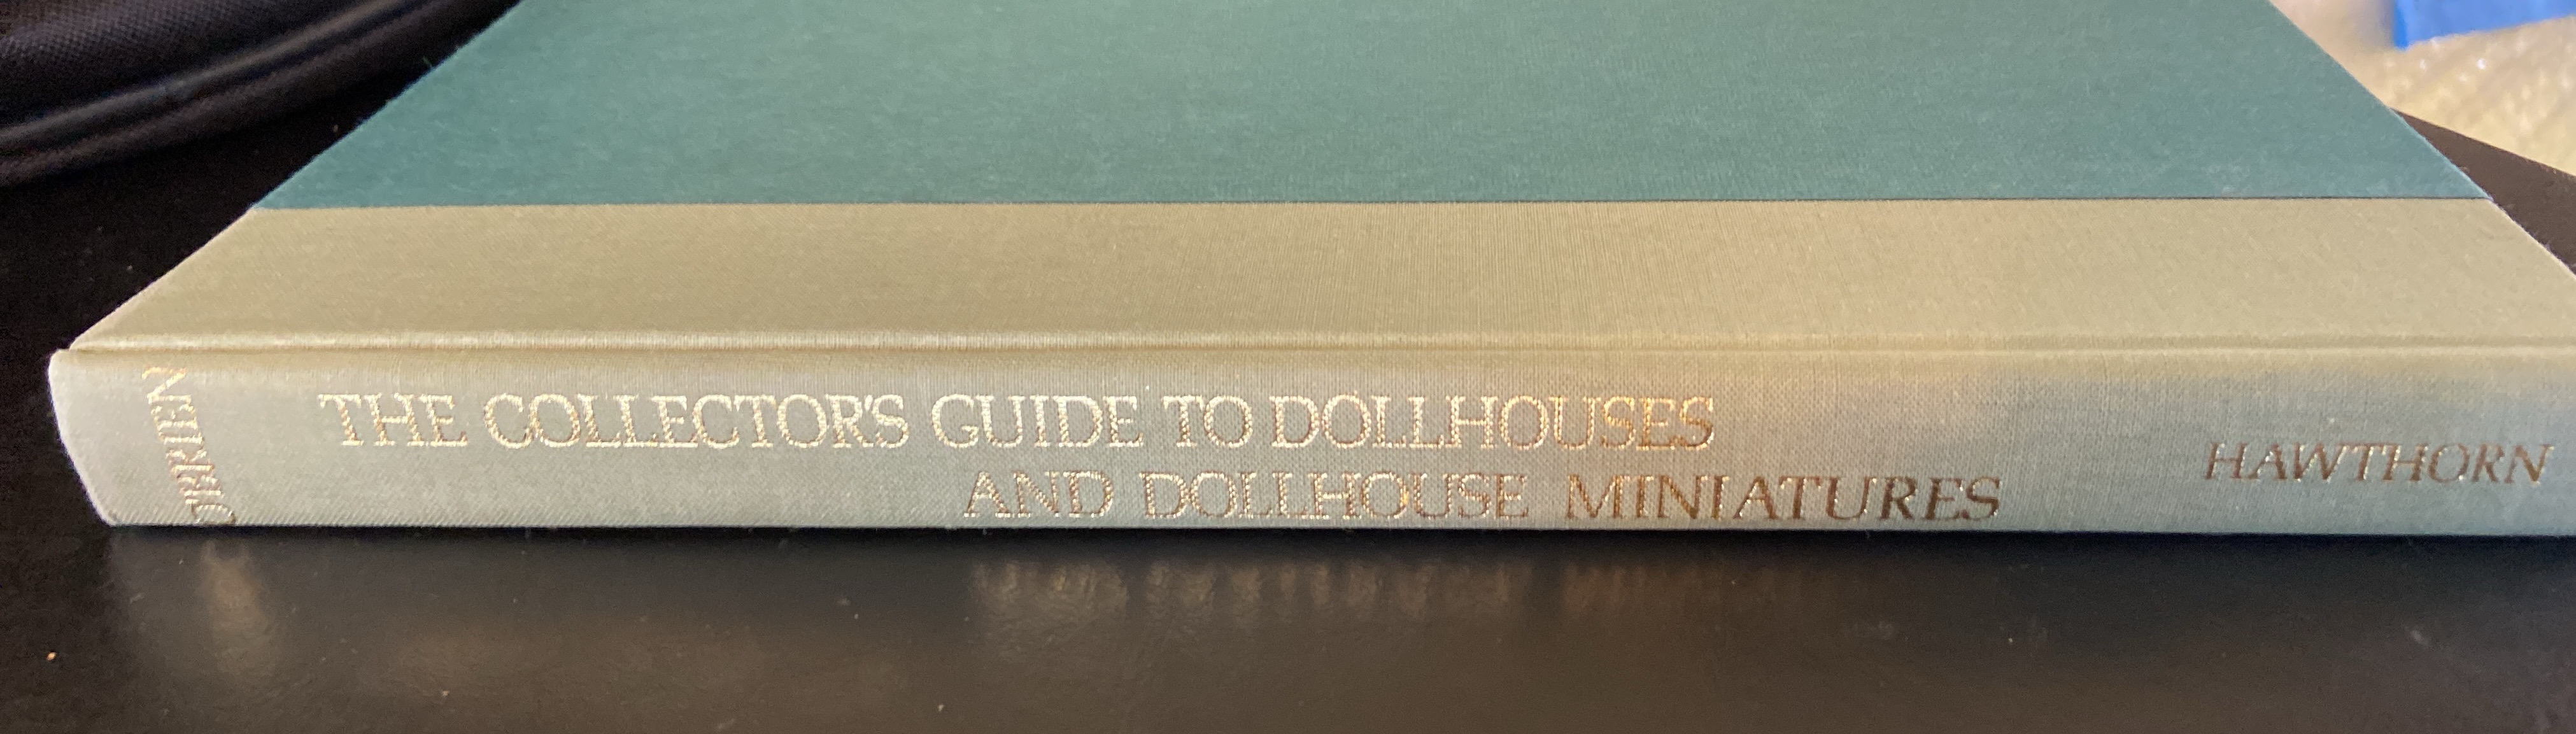 O'BRIEN
THE COLLECTOR'S GUIDE TO DOLLHOUSES
AND DOLLHOUSE MINIATURES
HAWTHORN